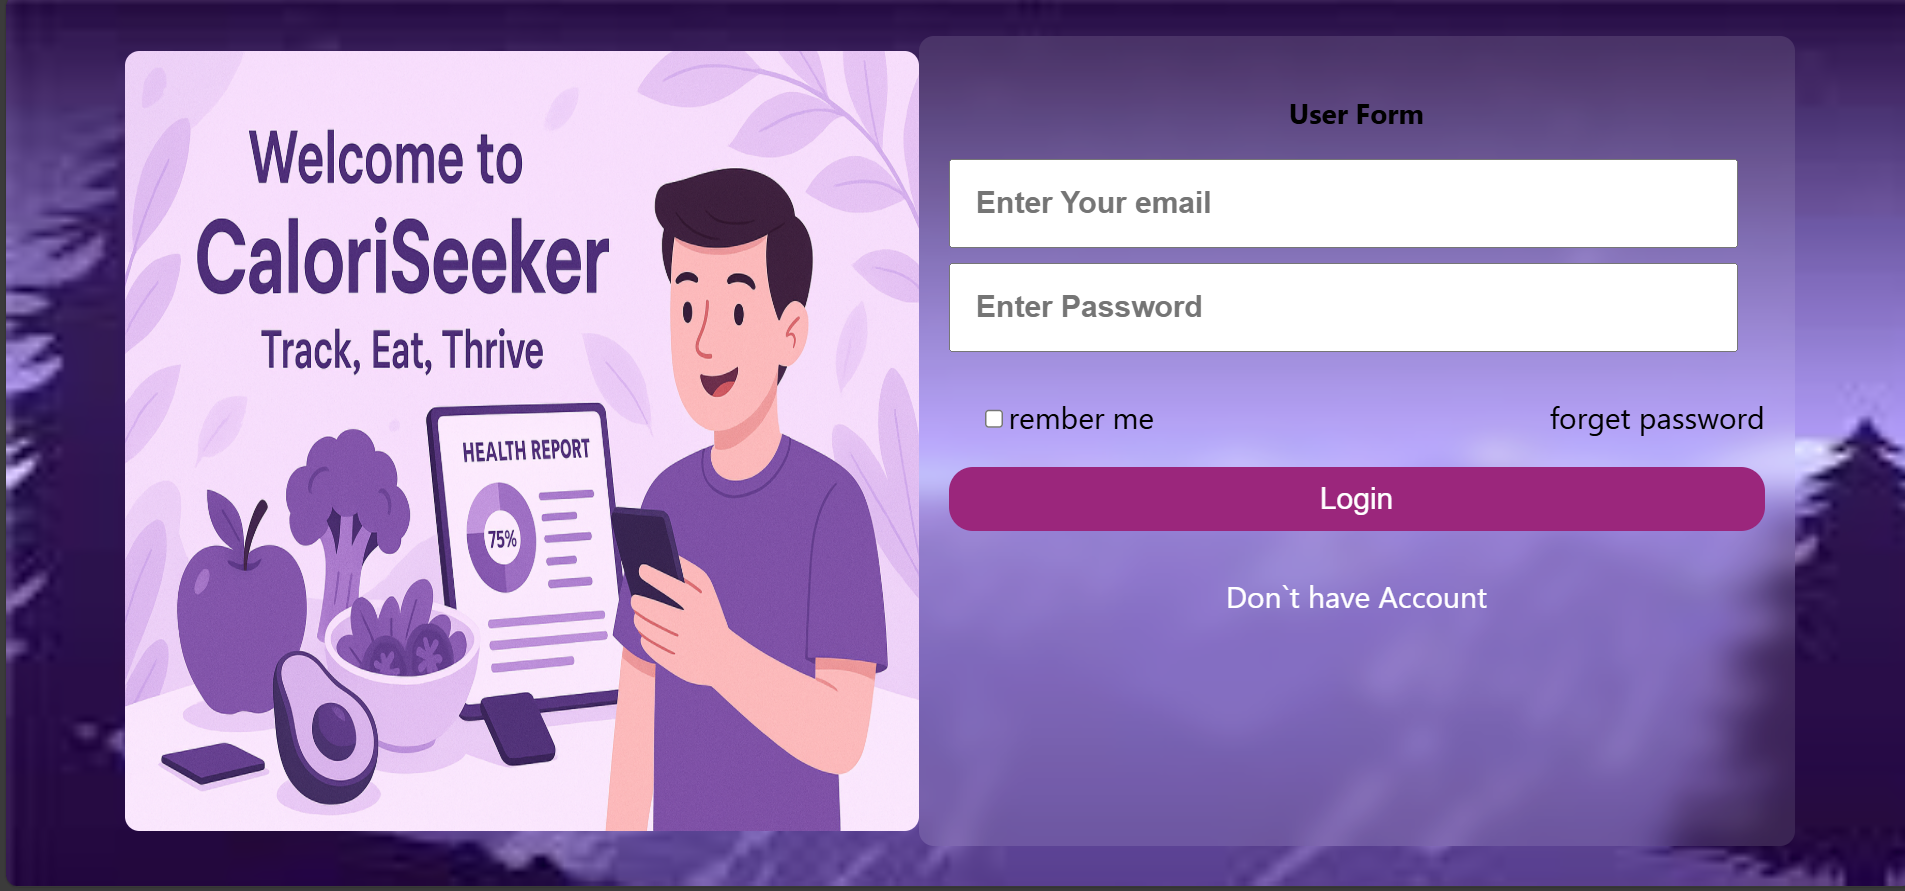 Welcome to
CaloriSeeker
Track, Eat, Thrive
HEALTH REPORT
75%
User Form
Enter Your email
Enter Password
rember me
forget password
Login
Don`t have Account